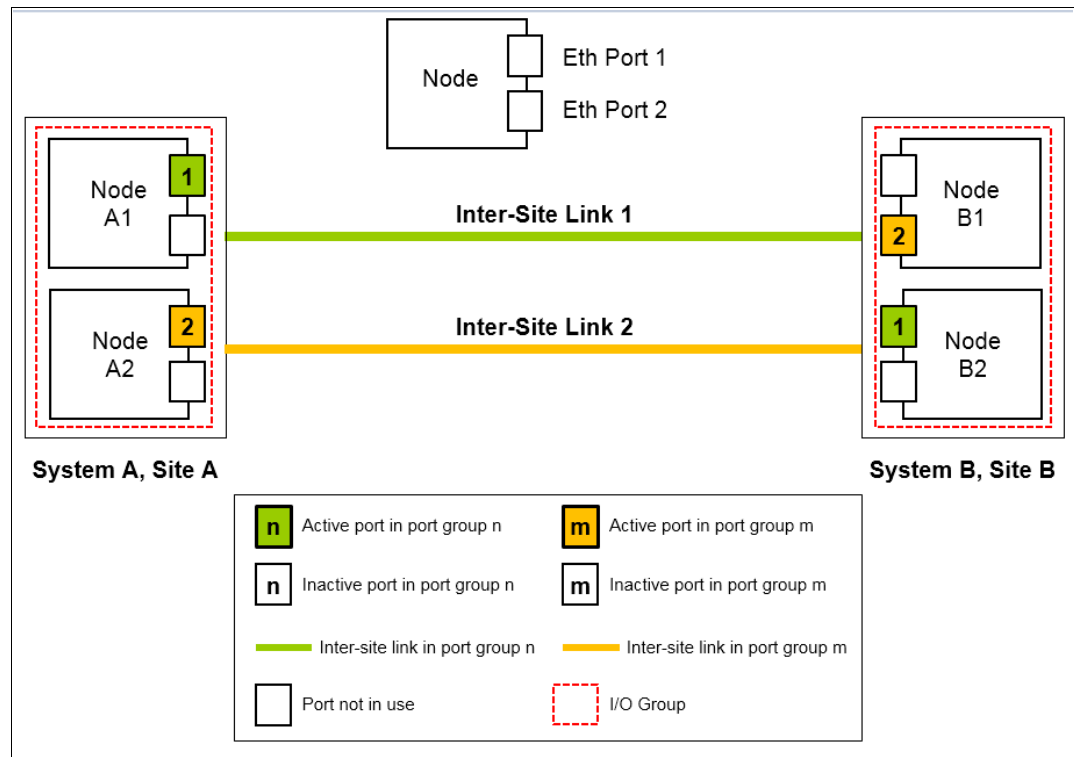 Node
Eth Port 1
Eth Port 2
Node
A1
1
Node
A2
2
Inter-Site Link 1
Inter-Site Link 2
Node
B1
2
Node
B2
1
System A, Site A
System B, Site B
n Active port in port group n
m Active port in port group m
n Inactive port in port group n
m Inactive port in port group m
Inter-site link in port group n
Inter-site link in port group m
Port not in use
I/O Group